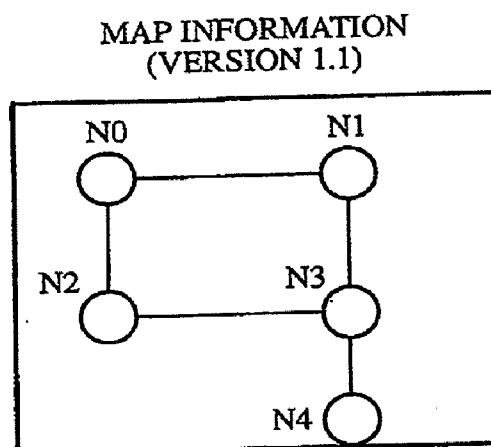 MAP INFORMATION
(VERSION 1.1)
N0 N1
N2 N3
N4